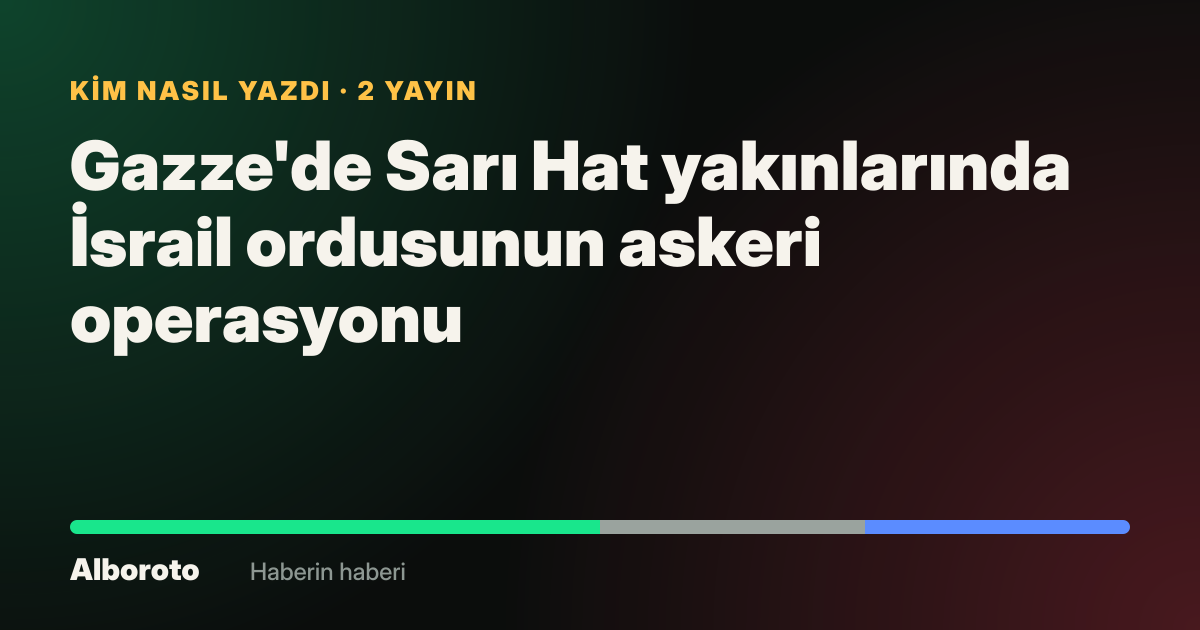 KİM NASIL YAZDI · 2 YAYIN
Gazze'de Sarı Hat yakınlarında
İsrail ordusunun askeri
operasyonu
Alboroto
Haberin haberi